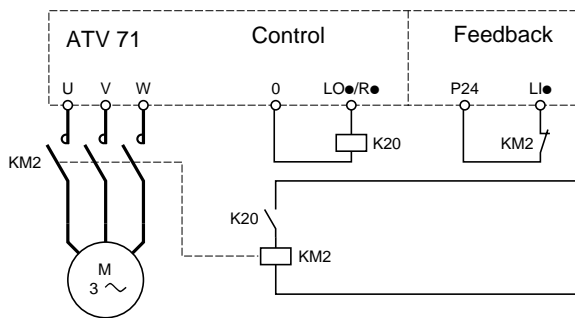 ATV 71 Control Feedback
U V W 0 LO●/R● P24 LI●
K20
KM2
KM2
K20
KM2
M
3 ~